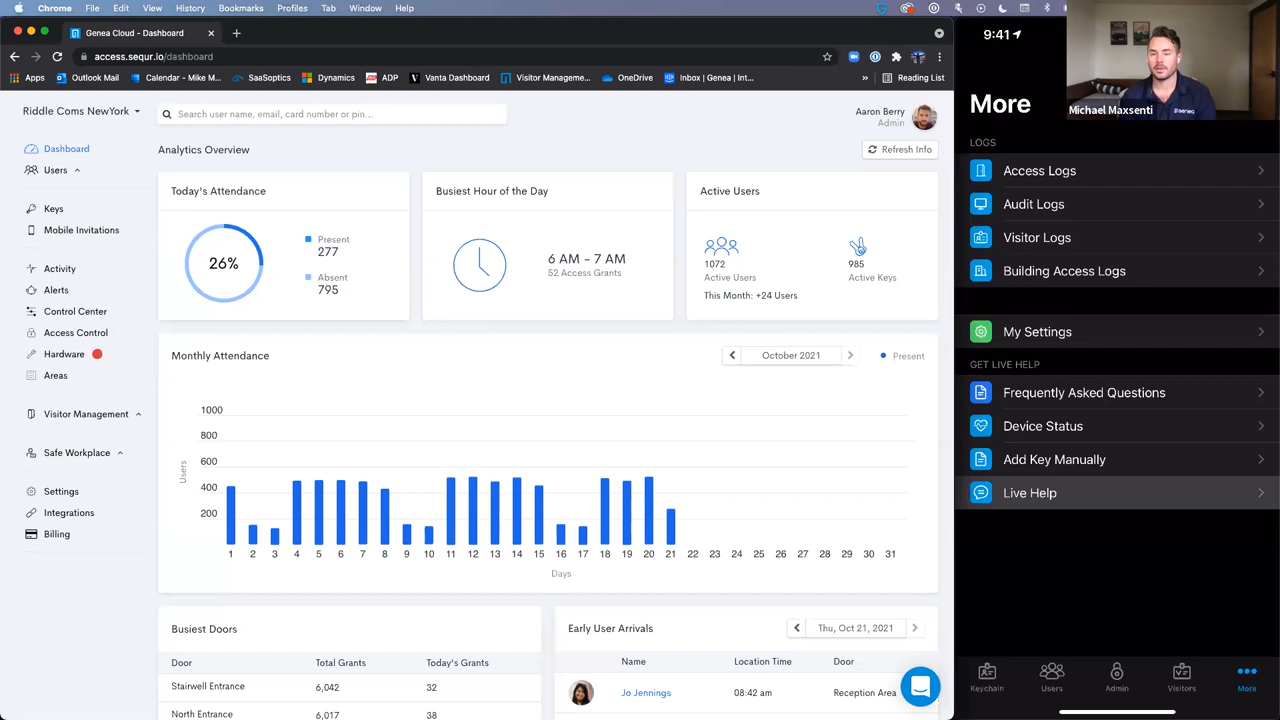 Chrome File Edit View History Bookmarks Profiles Tab Window Help
Genea Cloud - Dashboard
access.sequr.io/dashboard
Apps Outlook Mail Calendar - Mike M... SaaSoptics Dynamics ADP Vanta Dashboard Visitor Manageme... OneDrive Inbox | Genea | Int... » Reading List
Riddle Coms NewYork
Search user name, email, card number or pin...
Aaron Berry
Admin
Dashboard
Users
Keys
Mobile Invitations
Activity
Alerts
Control Center
Access Control
Hardware
Areas
Visitor Management
Safe Workplace
Settings
Integrations
Billing
Analytics Overview
Refresh Info
Today's Attendance
26%
Present
277
Absent
795
Busiest Hour of the Day
6 AM - 7 AM
52 Access Grants
Active Users
1072
Active Users
985
Active Keys
This Month: +24 Users
Monthly Attendance
October 2021
Present
1000
800
600
400
200
Users
1 2 3 4 5 6 7 8 9 10 11 12 13 14 15 16 17 18 19 20 21 22 23 24 25 26 27 28 29 30 31
Days
Busiest Doors
Door Total Grants Today's Grants
Stairwell Entrance 6,042 32
North Entrance 6,017 38
Early User Arrivals
Thu, Oct 21, 2021
Name Location Time Door
Jo Jennings 08:42 am Reception Area
9:41
More
Michael Maxsenti
genea
LOGS
Access Logs
Audit Logs
Visitor Logs
Building Access Logs
My Settings
GET LIVE HELP
Frequently Asked Questions
Device Status
Add Key Manually
Live Help
Keychain Users Admin Visitors More